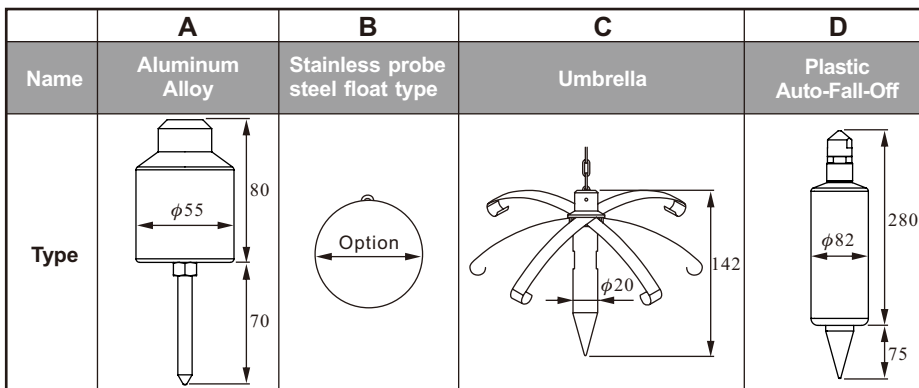 A
B
C
D
Name
Aluminum
Alloy
Stainless probe
steel float type
Umbrella
Plastic
Auto-Fall-Off
Type
ϕ55
80
70
Option
ϕ20
142
ϕ82
280
75